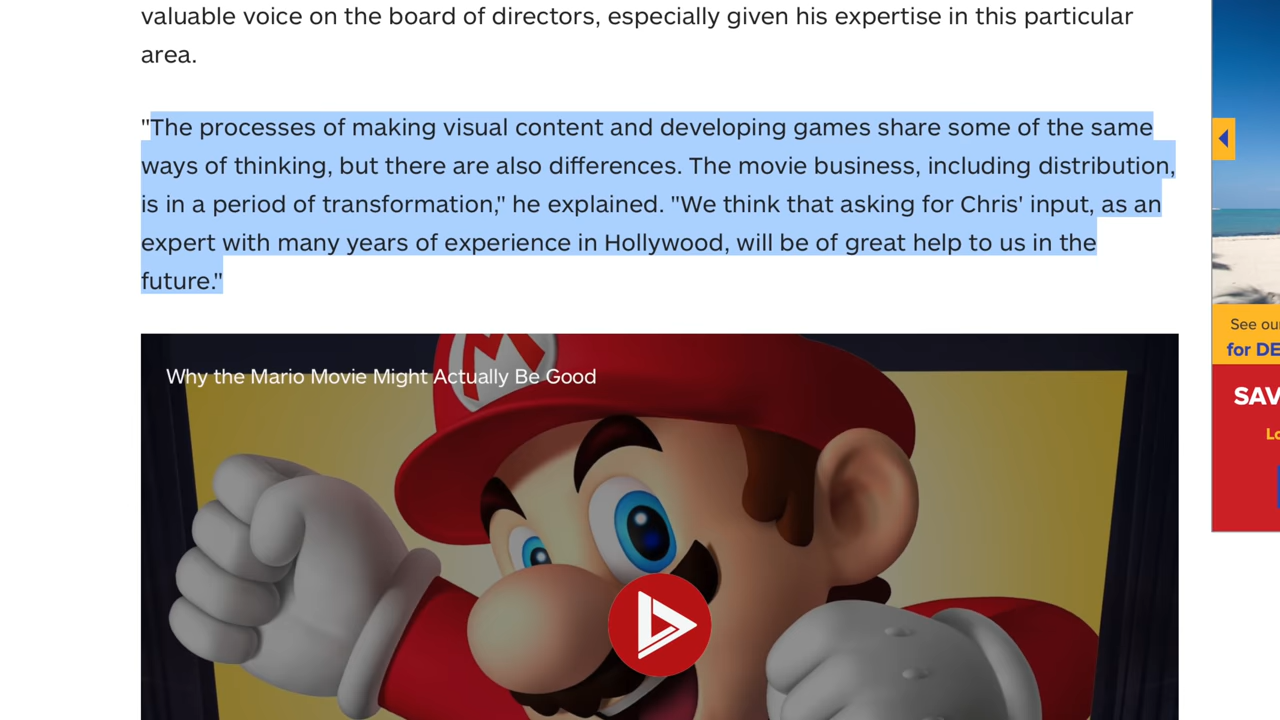 valuable voice on the board of directors, especially given his expertise in this particular
area.
"The processes of making visual content and developing games share some of the same
ways of thinking, but there are also differences. The movie business, including distribution,
is in a period of transformation," he explained. "We think that asking for Chris' input, as an
expert with many years of experience in Hollywood, will be of great help to us in the
future."
Why the Mario Movie Might Actually Be Good
M
See ou
for DE
SAV
Lo